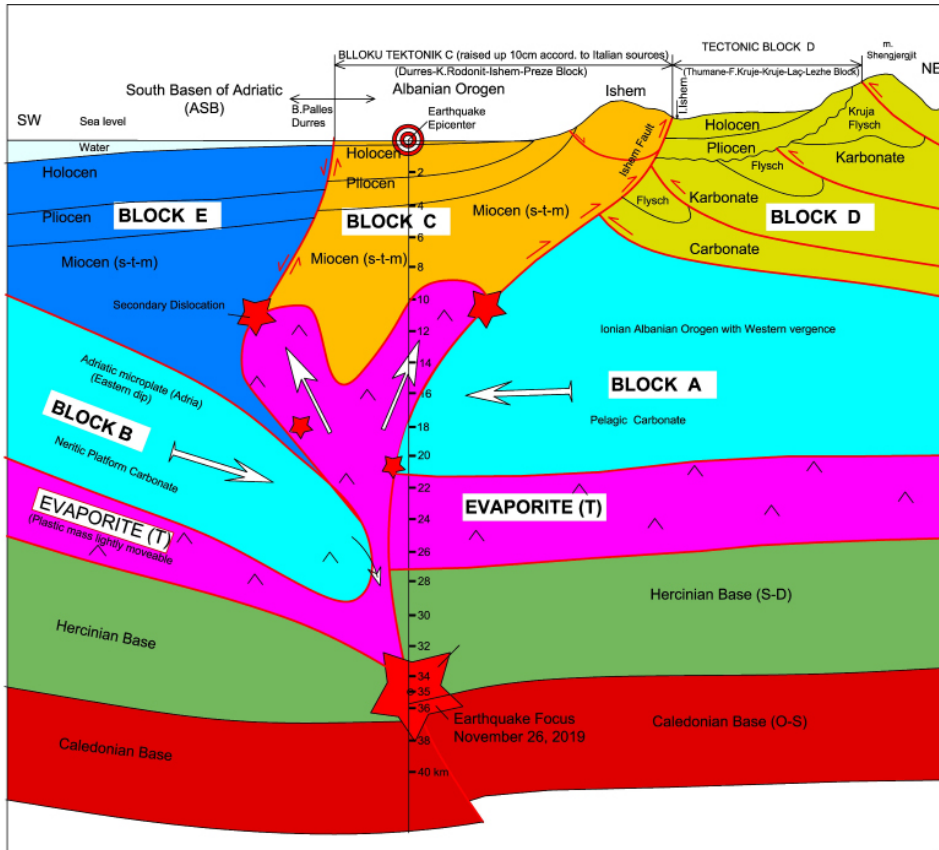 BLLOKU TEKTONIK C (raised up 10cm accord. to Italian sources)
(Durres-K.Rodonit-Ishem-Preze Block)
TECTONIC BLOCK D
(Thumane-F.Kruje-Kruje-Laç-Lezhe Block)
m.
Shengjergjit
NE
South Basen of Adriatic
(ASB)
B.Palles
Durres
Albanian Orogen
Earthquake
Epicenter
Ishem
I.Ishem
SW
Sea level
Water
Holocen
Pliocen
BLOCK E
Miocen (s-t-m)
Holocen
Pliocen
BLOCK C
Miocen (s-t-m)
Miocen (s-t-m)
Ishem Fault
Holocen
Pliocen
Flysch
Flysch
Kruja
Flysch
Karbonate
Karbonate
BLOCK D
Carbonate
Secondary Dislocation
Adriatic microplate (Adria)
(Eastern dip)
BLOCK B
Neritic Platform Carbonate
Ionian Albanian Orogen with Western vergence
BLOCK A
Pelagic Carbonate
EVAPORITE (T)
(Plastic mass lightly moveable
EVAPORITE (T)
Hercinian Base
Hercinian Base (S-D)
Caledonian Base
Caledonian Base (O-S)
Earthquake Focus
November 26, 2019
2
4
6
8
10
12
14
16
18
20
22
24
26
28
30
32
34
35
36
38
40 km